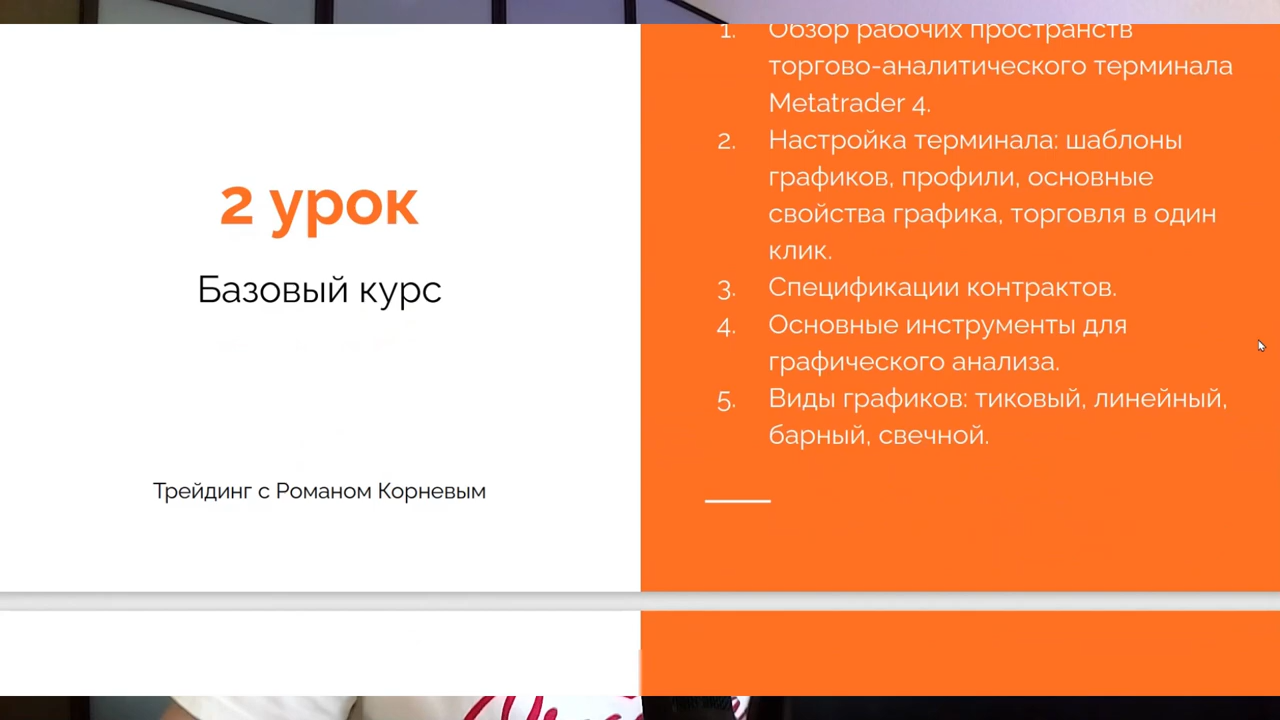 2 урок
Базовый курс
Трейдинг с Романом Корневым
1. Обзор рабочих пространств
торгово-аналитического терминала
Metatrader 4.
2. Настройка терминала: шаблоны
графиков, профили, основные
свойства графика, торговля в один
клик.
3. Спецификации контрактов.
4. Основные инструменты для
графического анализа.
5. Виды графиков: тиковый, линейный,
барный, свечной.